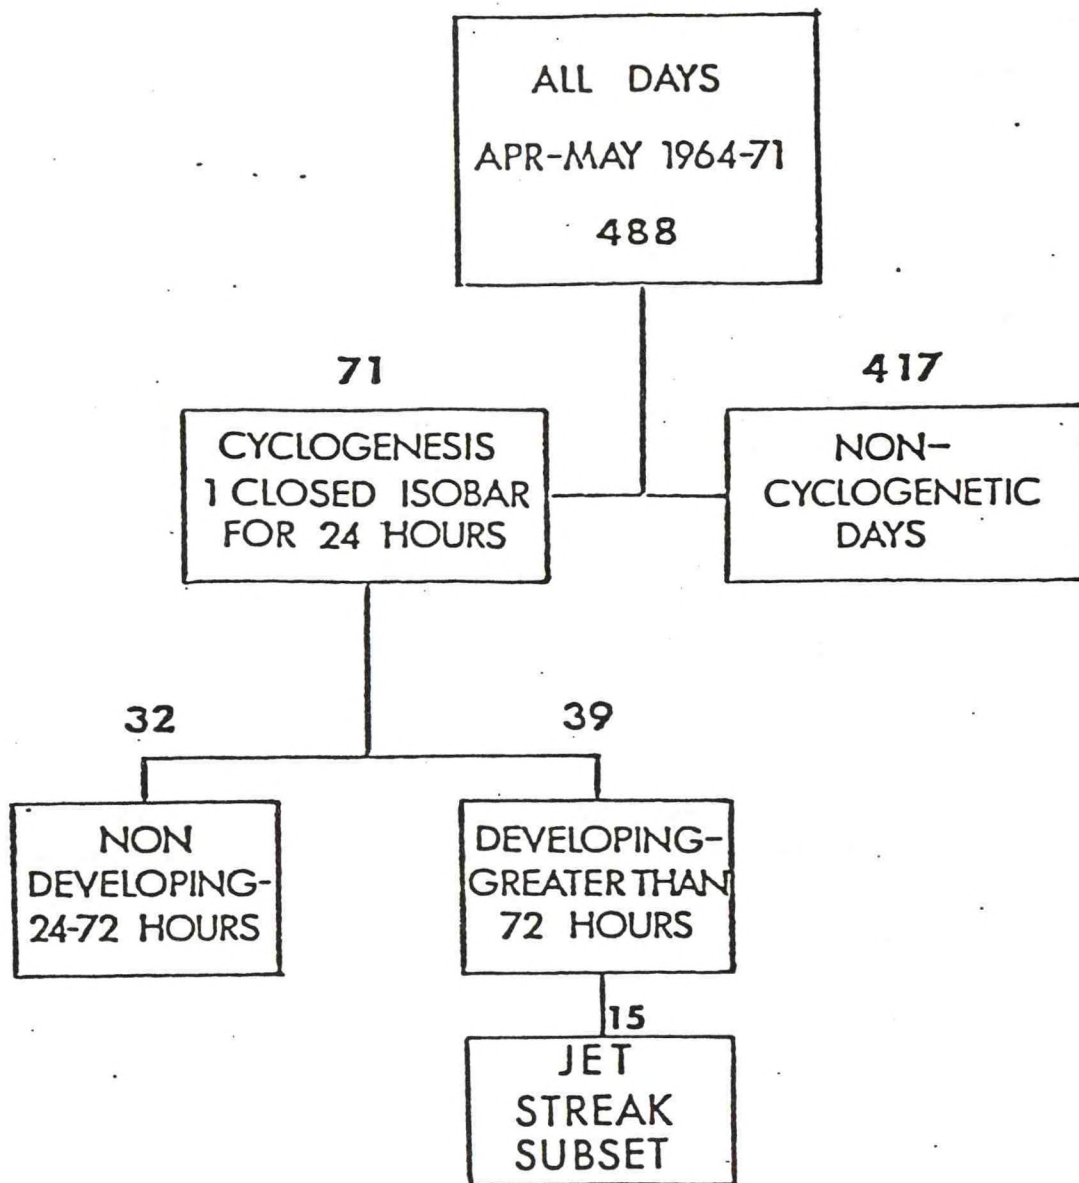 ALL DAYS
APR-MAY 1964-71
488
71
417
CYCLOGENESIS
1 CLOSED ISOBAR
FOR 24 HOURS
NON-
CYCLOGENETIC
DAYS
32
39
NON
DEVELOPING-
24-72 HOURS
DEVELOPING-
GREATER THAN
72 HOURS
15
JET
STREAK
SUBSET